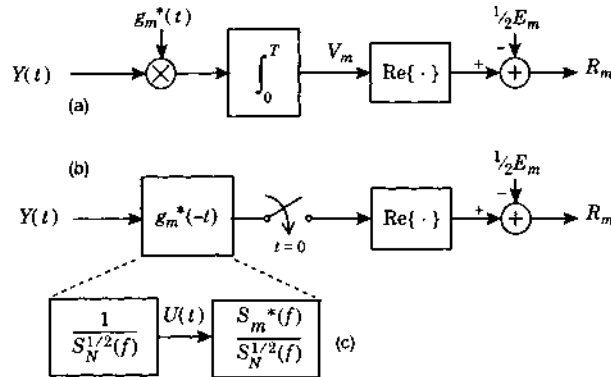 g_m*(t)
½E_m
Y(t) ⊗ ∫_0^T V_m Re{ · } + - + R_m
(a)
(b)
½E_m
Y(t) g_m*(-t) t = 0 Re{ · } + - + R_m
1/S_N^{1/2}(f) U(t) S_m*(f)/S_N^{1/2}(f) (c)